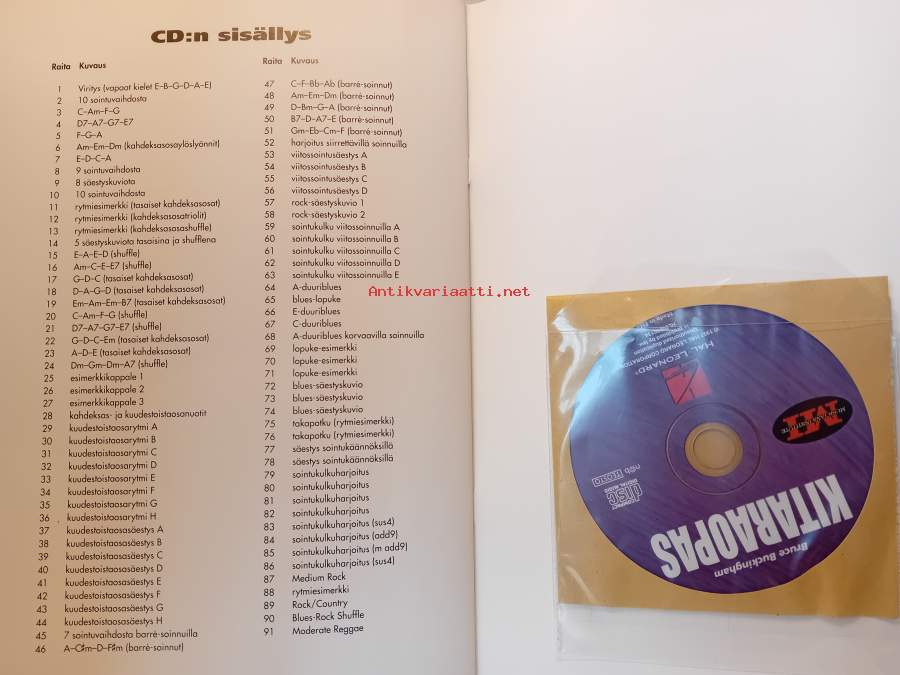 CD:n sisällys
Raita Kuvaus
1 Viritys (vapaat kielet E–B–G–D–A–E)
2 10 sointuvaihdosta
3 C–Am–F–G
4 D7–A7–G7–E7
5 F–G–A
6 Am–Em–Dm (kahdeksasosaylöslyönnit)
7 E–D–C–A
8 9 sointuvaihdosta
9 8 säestyskuviota
10 10 sointuvaihdosta
11 rytmiesimerkki (tasaiset kahdeksasosat)
12 rytmiesimerkki (kahdeksasosatriolit)
13 rytmiesimerkki (kahdeksasosashuffle)
14 5 säestyskuviota tasaisina ja shufflena
15 E–A–E–D (shuffle)
16 Am–C–E–E7 (shuffle)
17 G–D–C (tasaiset kahdeksasosat)
18 D–A–G–D (tasaiset kahdeksasosat)
19 Em–Am–Em–B7 (tasaiset kahdeksasosat)
20 C–Am–F–G (shuffle)
21 D7–A7–G7–E7 (shuffle)
22 G–D–C–Em (tasaiset kahdeksasosat)
23 A–D–E (tasaiset kahdeksasosat)
24 Dm–Gm–Dm–A7 (shuffle)
25 esimerkkikappale 1
26 esimerkkikappale 2
27 esimerkkikappale 3
28 kahdeksas- ja kuudestoistaosanuotit
29 kuudestoistaosarytmi A
30 kuudestoistaosarytmi B
31 kuudestoistaosarytmi C
32 kuudestoistaosarytmi D
33 kuudestoistaosarytmi E
34 kuudestoistaosarytmi F
35 kuudestoistaosarytmi G
36 kuudestoistaosarytmi H
37 kuudestoistaosasäestys A
38 kuudestoistaosasäestys B
39 kuudestoistaosasäestys C
40 kuudestoistaosasäestys D
41 kuudestoistaosasäestys E
42 kuudestoistaosasäestys F
43 kuudestoistaosasäestys G
44 kuudestoistaosasäestys H
45 7 sointuvaihdosta barré-soinnuilla
46 A–C#m–D–F#m (barré-soinnut)
Raita Kuvaus
47 C–F–Bb–Ab (barré-soinnut)
48 Am–Em–Dm (barré-soinnut)
49 D–Bm–G–A (barré-soinnut)
50 B7–D–A7–E (barré-soinnut)
51 Gm–Eb–Cm–F (barré-soinnut)
52 harjoitus siirrettävillä soinnuilla
53 viitossointusäestys A
54 viitossointusäestys B
55 viitossointusäestys C
56 viitossointusäestys D
57 rock-säestyskuvio 1
58 rock-säestyskuvio 2
59 sointukulku viitossoinnuilla A
60 sointukulku viitossoinnuilla B
61 sointukulku viitossoinnuilla C
62 sointukulku viitossoinnuilla D
63 sointukulku viitossoinnuilla E
64 A-duuriblues
65 blues-lopuke
66 E-duuriblues
67 C-duuriblues
68 A-duuriblues korvaavilla soinnuilla
69 lopuke-esimerkki
70 lopuke-esimerkki
71 lopuke-esimerkki
72 blues-säestyskuvio
73 blues-säestyskuvio
74 blues-säestyskuvio
75 takapotku (rytmiesimerkki)
76 takapotku (rytmiesimerkki)
77 säestys sointukäännöksillä
78 säestys sointukäännöksillä
79 sointukulkuharjoitus
80 sointukulkuharjoitus
81 sointukulkuharjoitus
82 sointukulkuharjoitus
83 sointukulkuharjoitus (sus4)
84 sointukulkuharjoitus (add9)
85 sointukulkuharjoitus (m add9)
86 sointukulkuharjoitus (sus4)
87 Medium Rock
88 rytmiesimerkki
89 Rock/Country
90 Blues-Rock Shuffle
91 Moderate Reggae
Antikvariaatti.net
Bruce Buckingham
KITARAOPAS
COMPACT
disc
DIGITAL AUDIO
n©b
MI
MUSICIANS INSTITUTE
HAL LEONARD®